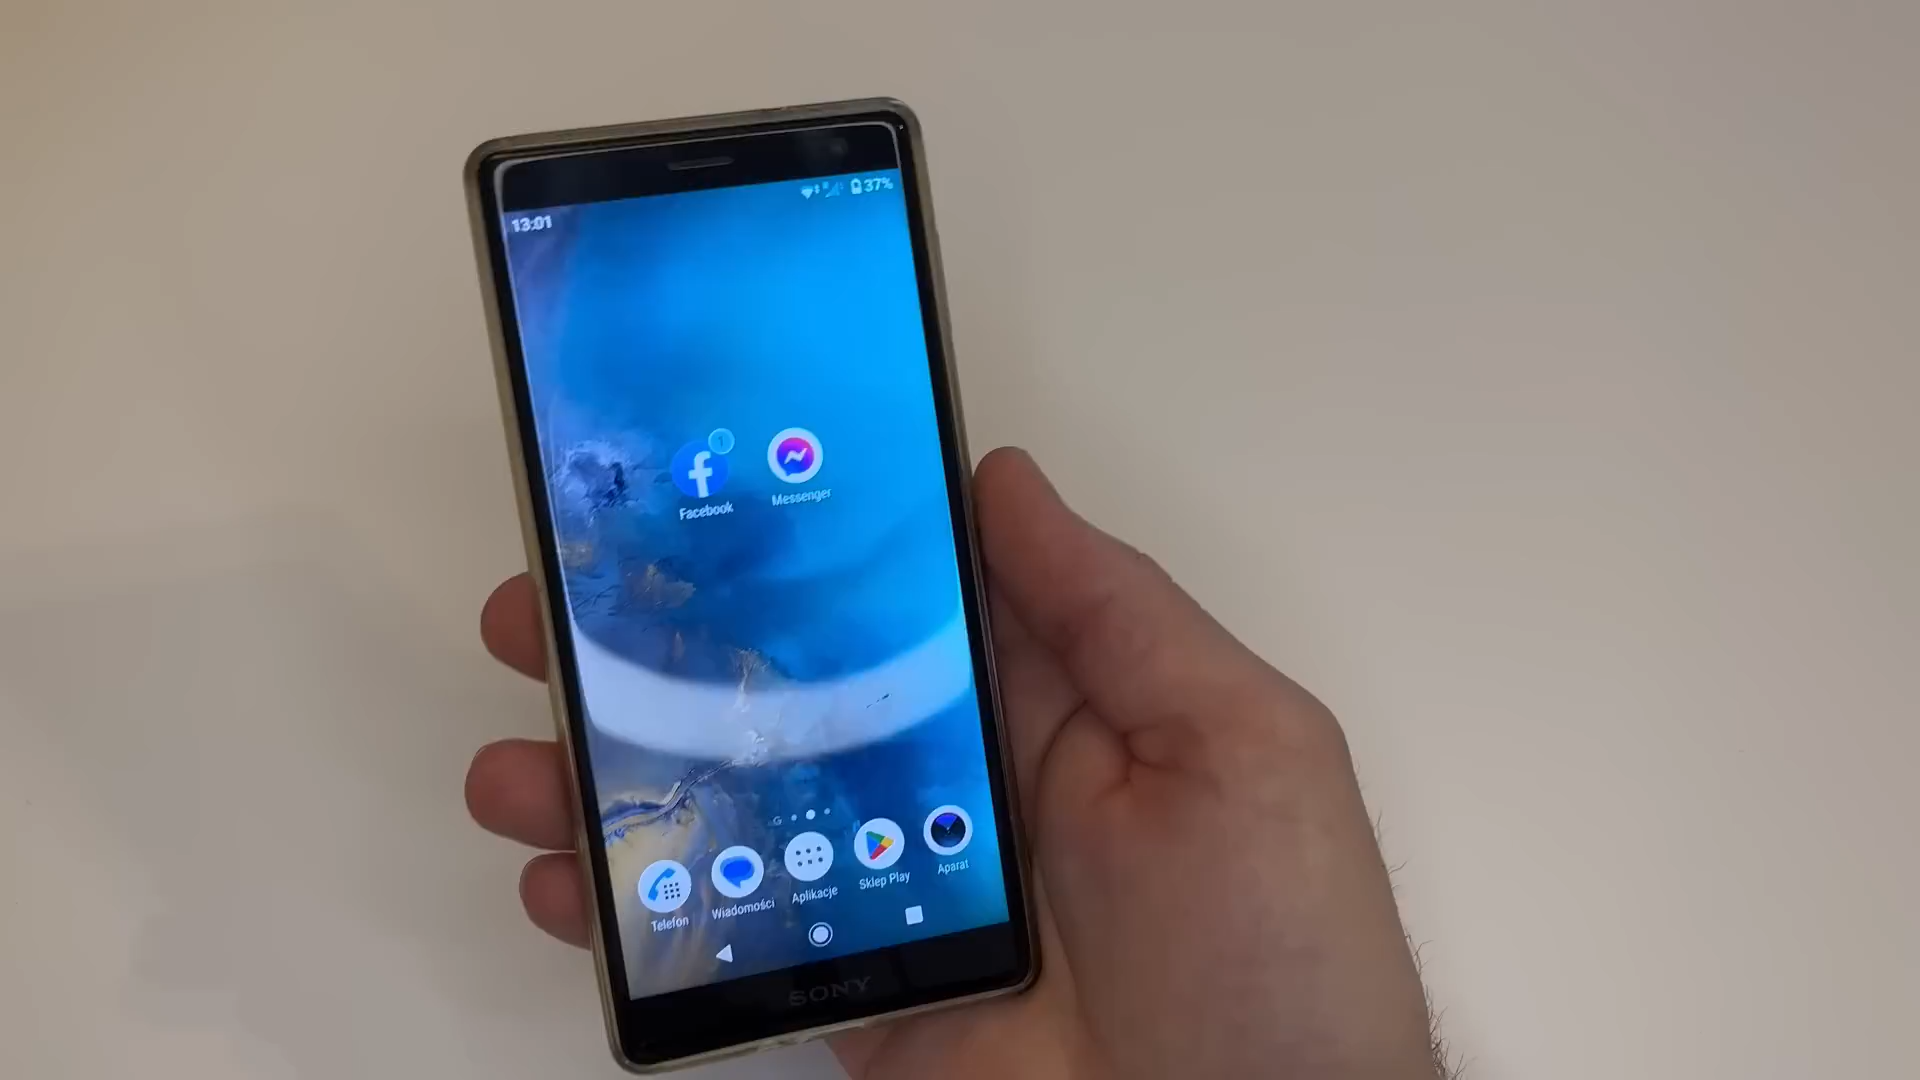 37%
13:01
1
Facebook
Messenger
G
Telefon
Wiadomości
Aplikacje
Sklep Play
Aparat
SONY